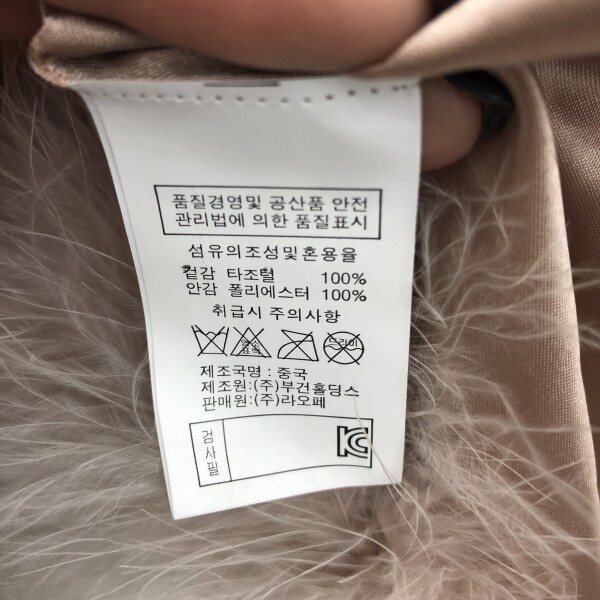 품질경영및 공산품 안전
관리법에 의한 품질표시
섬유의조성및혼용율
겉감 타조털 100%
안감 폴리에스터 100%
취급시 주의사항
드라이
제조국명 : 중국
제조원 : (주)부건홀딩스
판매원:(주)라오페
검사필
KC